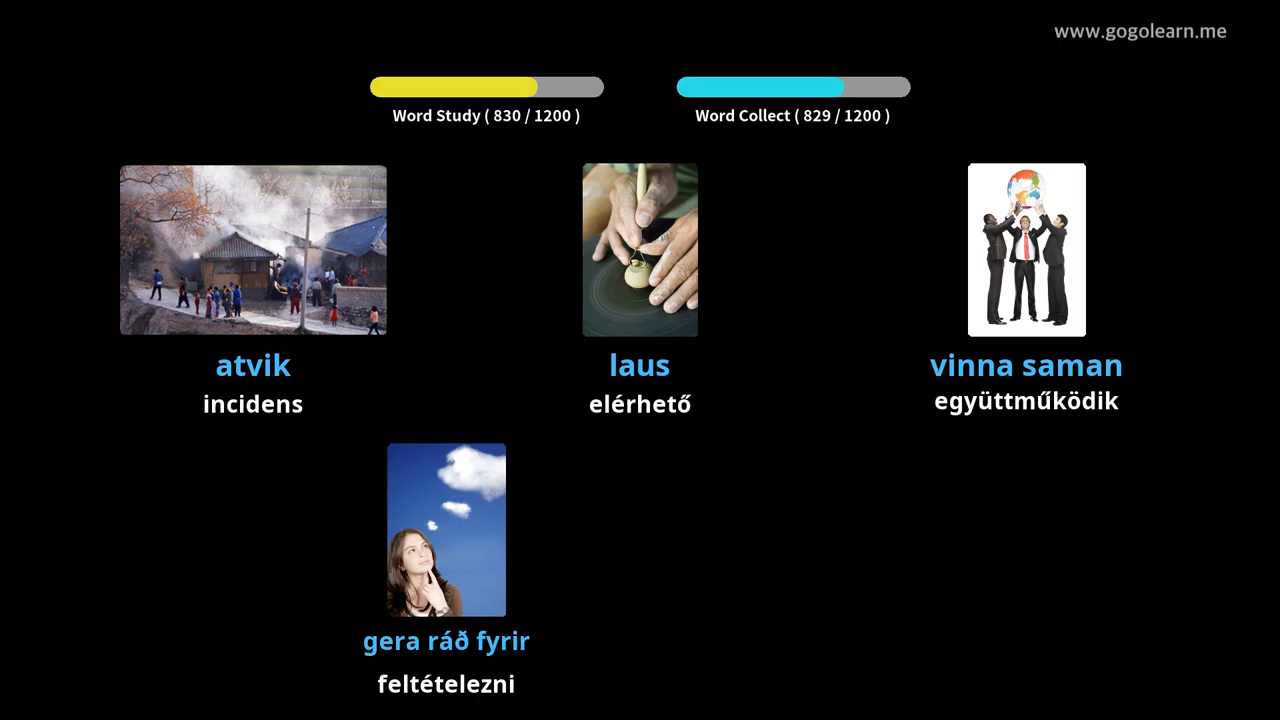 www.gogolearn.me
Word Study ( 830 / 1200 )
Word Collect ( 829 / 1200 )
atvik
incidens
laus
elérhető
vinna saman
együttműködik
gera ráð fyrir
feltételezni